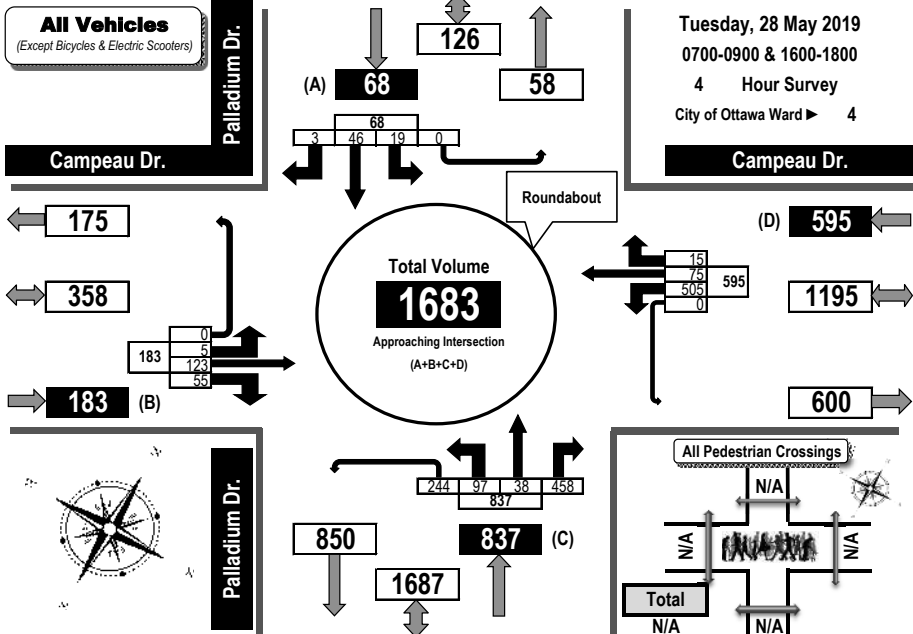 All Vehicles
(Except Bicycles & Electric Scooters)
Palladium Dr.
Campeau Dr.
126
(A) 68
58
68
3 46 19 0
Tuesday, 28 May 2019
0700-0900 & 1600-1800
4 Hour Survey
City of Ottawa Ward ► 4
Campeau Dr.
Roundabout
175
358
183
0
5
123
55
183 (B)
Total Volume
1683
Approaching Intersection
(A+B+C+D)
(D) 595
15
75
505
0
595
1195
600
Palladium Dr.
244 97 38 458
837
850
837 (C)
1687
All Pedestrian Crossings
N/A
N/A
N/A
Total
N/A
N/A